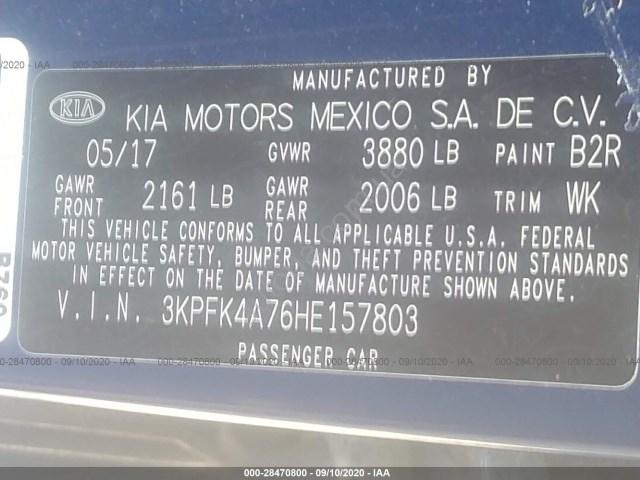 MANUFACTURED BY
KIA KIA MOTORS MEXICO S.A. DE C.V.
05/17 GVWR 3880 LB PAINT B2R
GAWR FRONT 2161 LB GAWR REAR 2006 LB TRIM WK
THIS VEHICLE CONFORMS TO ALL APPLICABLE U.S.A. FEDERAL
MOTOR VEHICLE SAFETY, BUMPER, AND THEFT PREVENTION STANDARDS
IN EFFECT ON THE DATE OF MANUFACTURE SHOWN ABOVE.
V.I.N. 3KPFK4A76HE157803
PASSENGER CAR
000-28470800 - 09/10/2020 - IAA